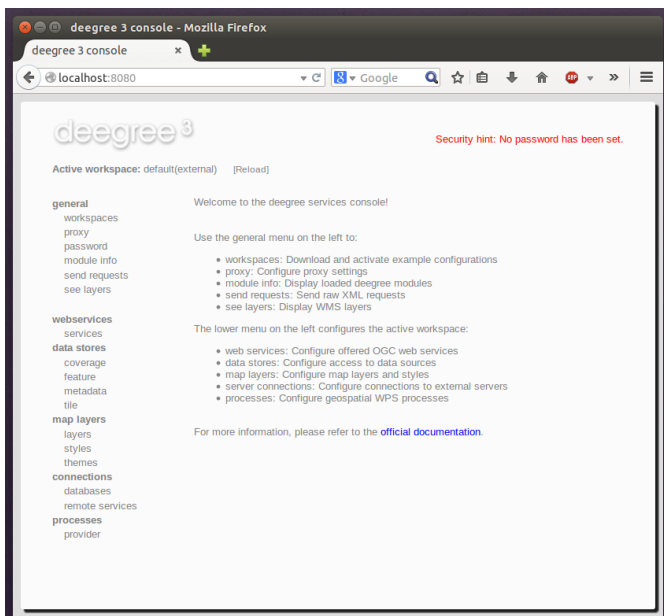 deegree 3 console - Mozilla Firefox
deegree 3 console
localhost:8080
Google
ABP
deegree 3
Security hint: No password has been set.
Active workspace: default(external) [Reload]
general
workspaces
proxy
password
module info
send requests
see layers
webservices
services
data stores
coverage
feature
metadata
tile
map layers
layers
styles
themes
connections
databases
remote services
processes
provider
Welcome to the deegree services console!
Use the general menu on the left to:
workspaces: Download and activate example configurations
proxy: Configure proxy settings
module info: Display loaded deegree modules
send requests: Send raw XML requests
see layers: Display WMS layers
The lower menu on the left configures the active workspace:
web services: Configure offered OGC web services
data stores: Configure access to data sources
map layers: Configure map layers and styles
server connections: Configure connections to external servers
processes: Configure geospatial WPS processes
For more information, please refer to the official documentation.